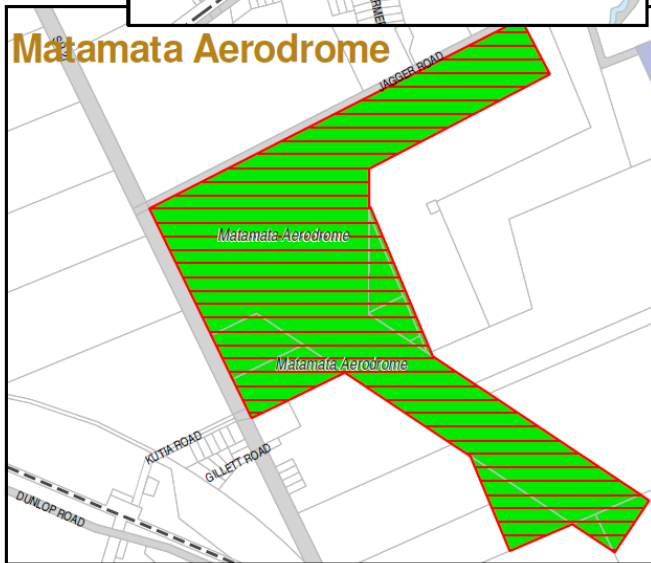 Matamata Aerodrome
JAGGER ROAD
Matamata Aerodrome
Matamata Aerodrome
KUTIA ROAD
GILLETT ROAD
DUNLOP ROAD